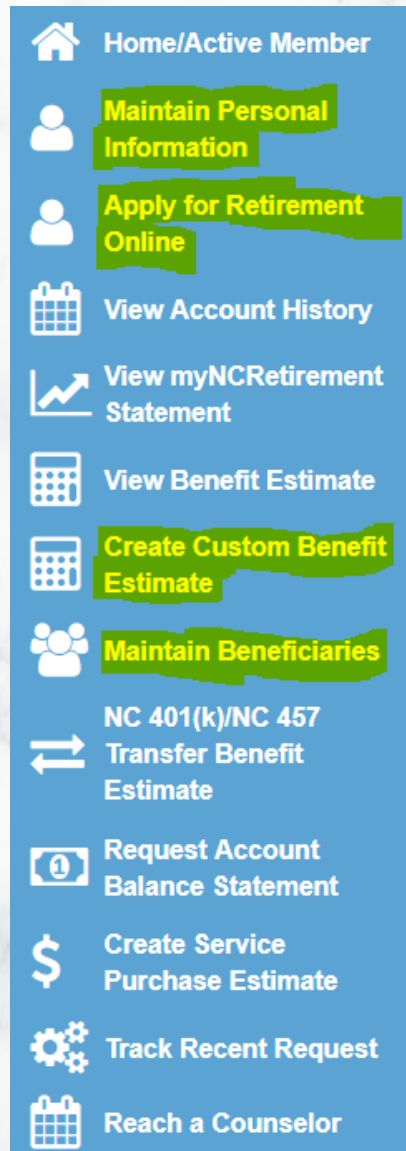 Home/Active Member
Maintain Personal
Information
Apply for Retirement
Online
View Account History
View myNCRetirement
Statement
View Benefit Estimate
Create Custom Benefit
Estimate
Maintain Beneficiaries
NC 401(k)/NC 457
Transfer Benefit
Estimate
Request Account
Balance Statement
Create Service
Purchase Estimate
Track Recent Request
Reach a Counselor